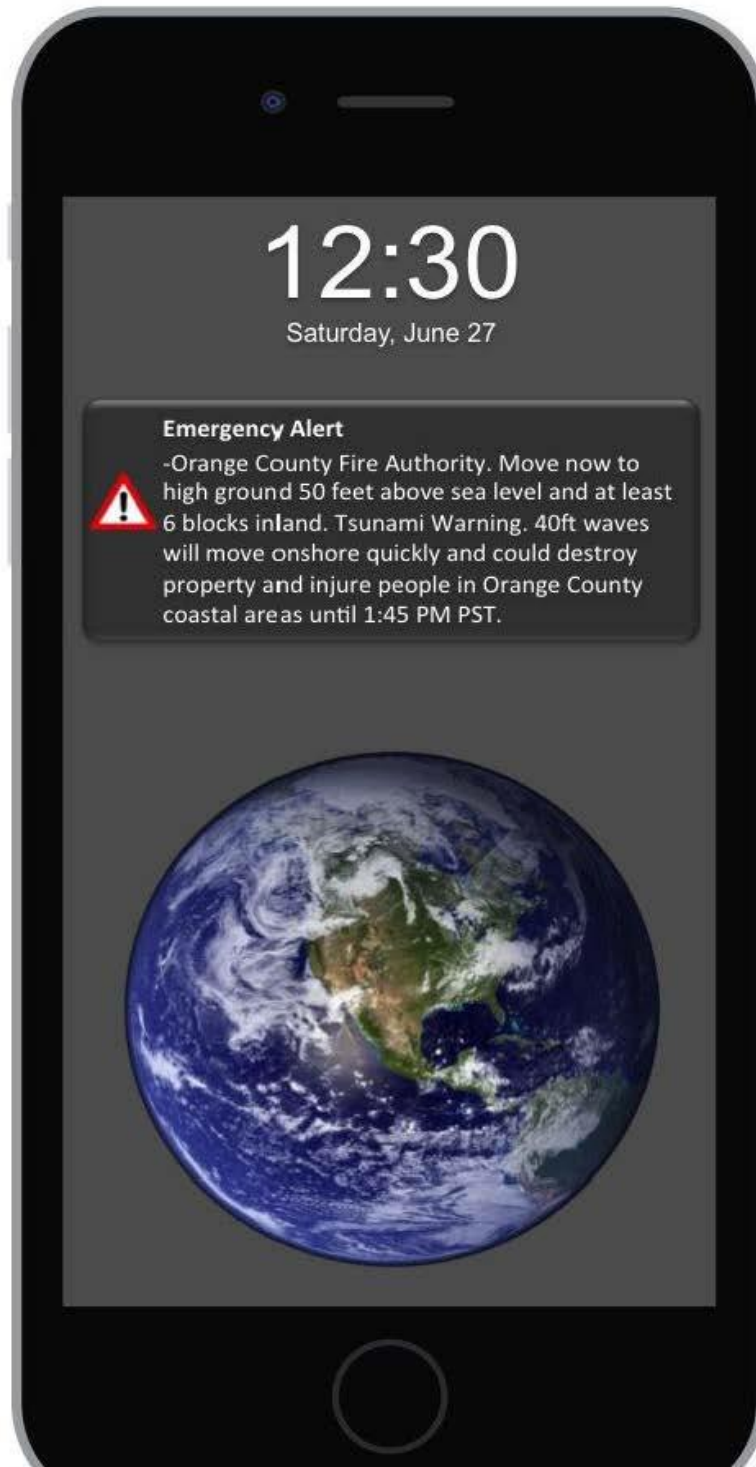 12:30
Saturday, June 27
Emergency Alert
-Orange County Fire Authority. Move now to
high ground 50 feet above sea level and at least
6 blocks inland. Tsunami Warning. 40ft waves
will move onshore quickly and could destroy
property and injure people in Orange County
coastal areas until 1:45 PM PST.